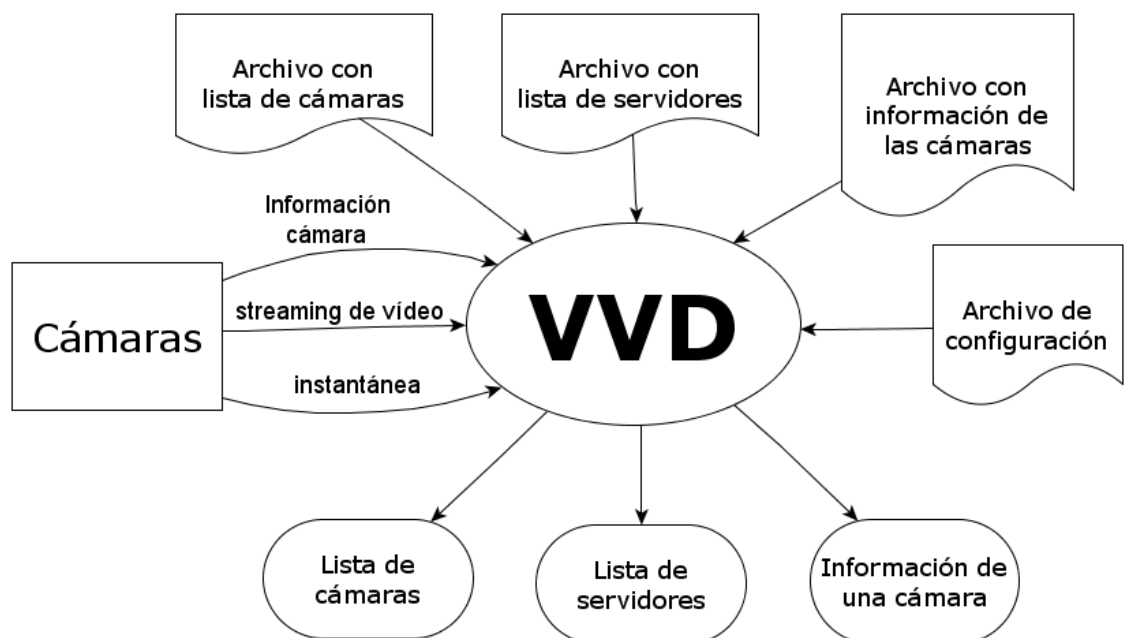 Archivo con
lista de cámaras
Archivo con
lista de servidores
Archivo con
información de
las cámaras
Información
cámara
streaming de vídeo
instantánea
Cámaras
VVD
Archivo de
configuración
Lista de
cámaras
Lista de
servidores
Información de
una cámara